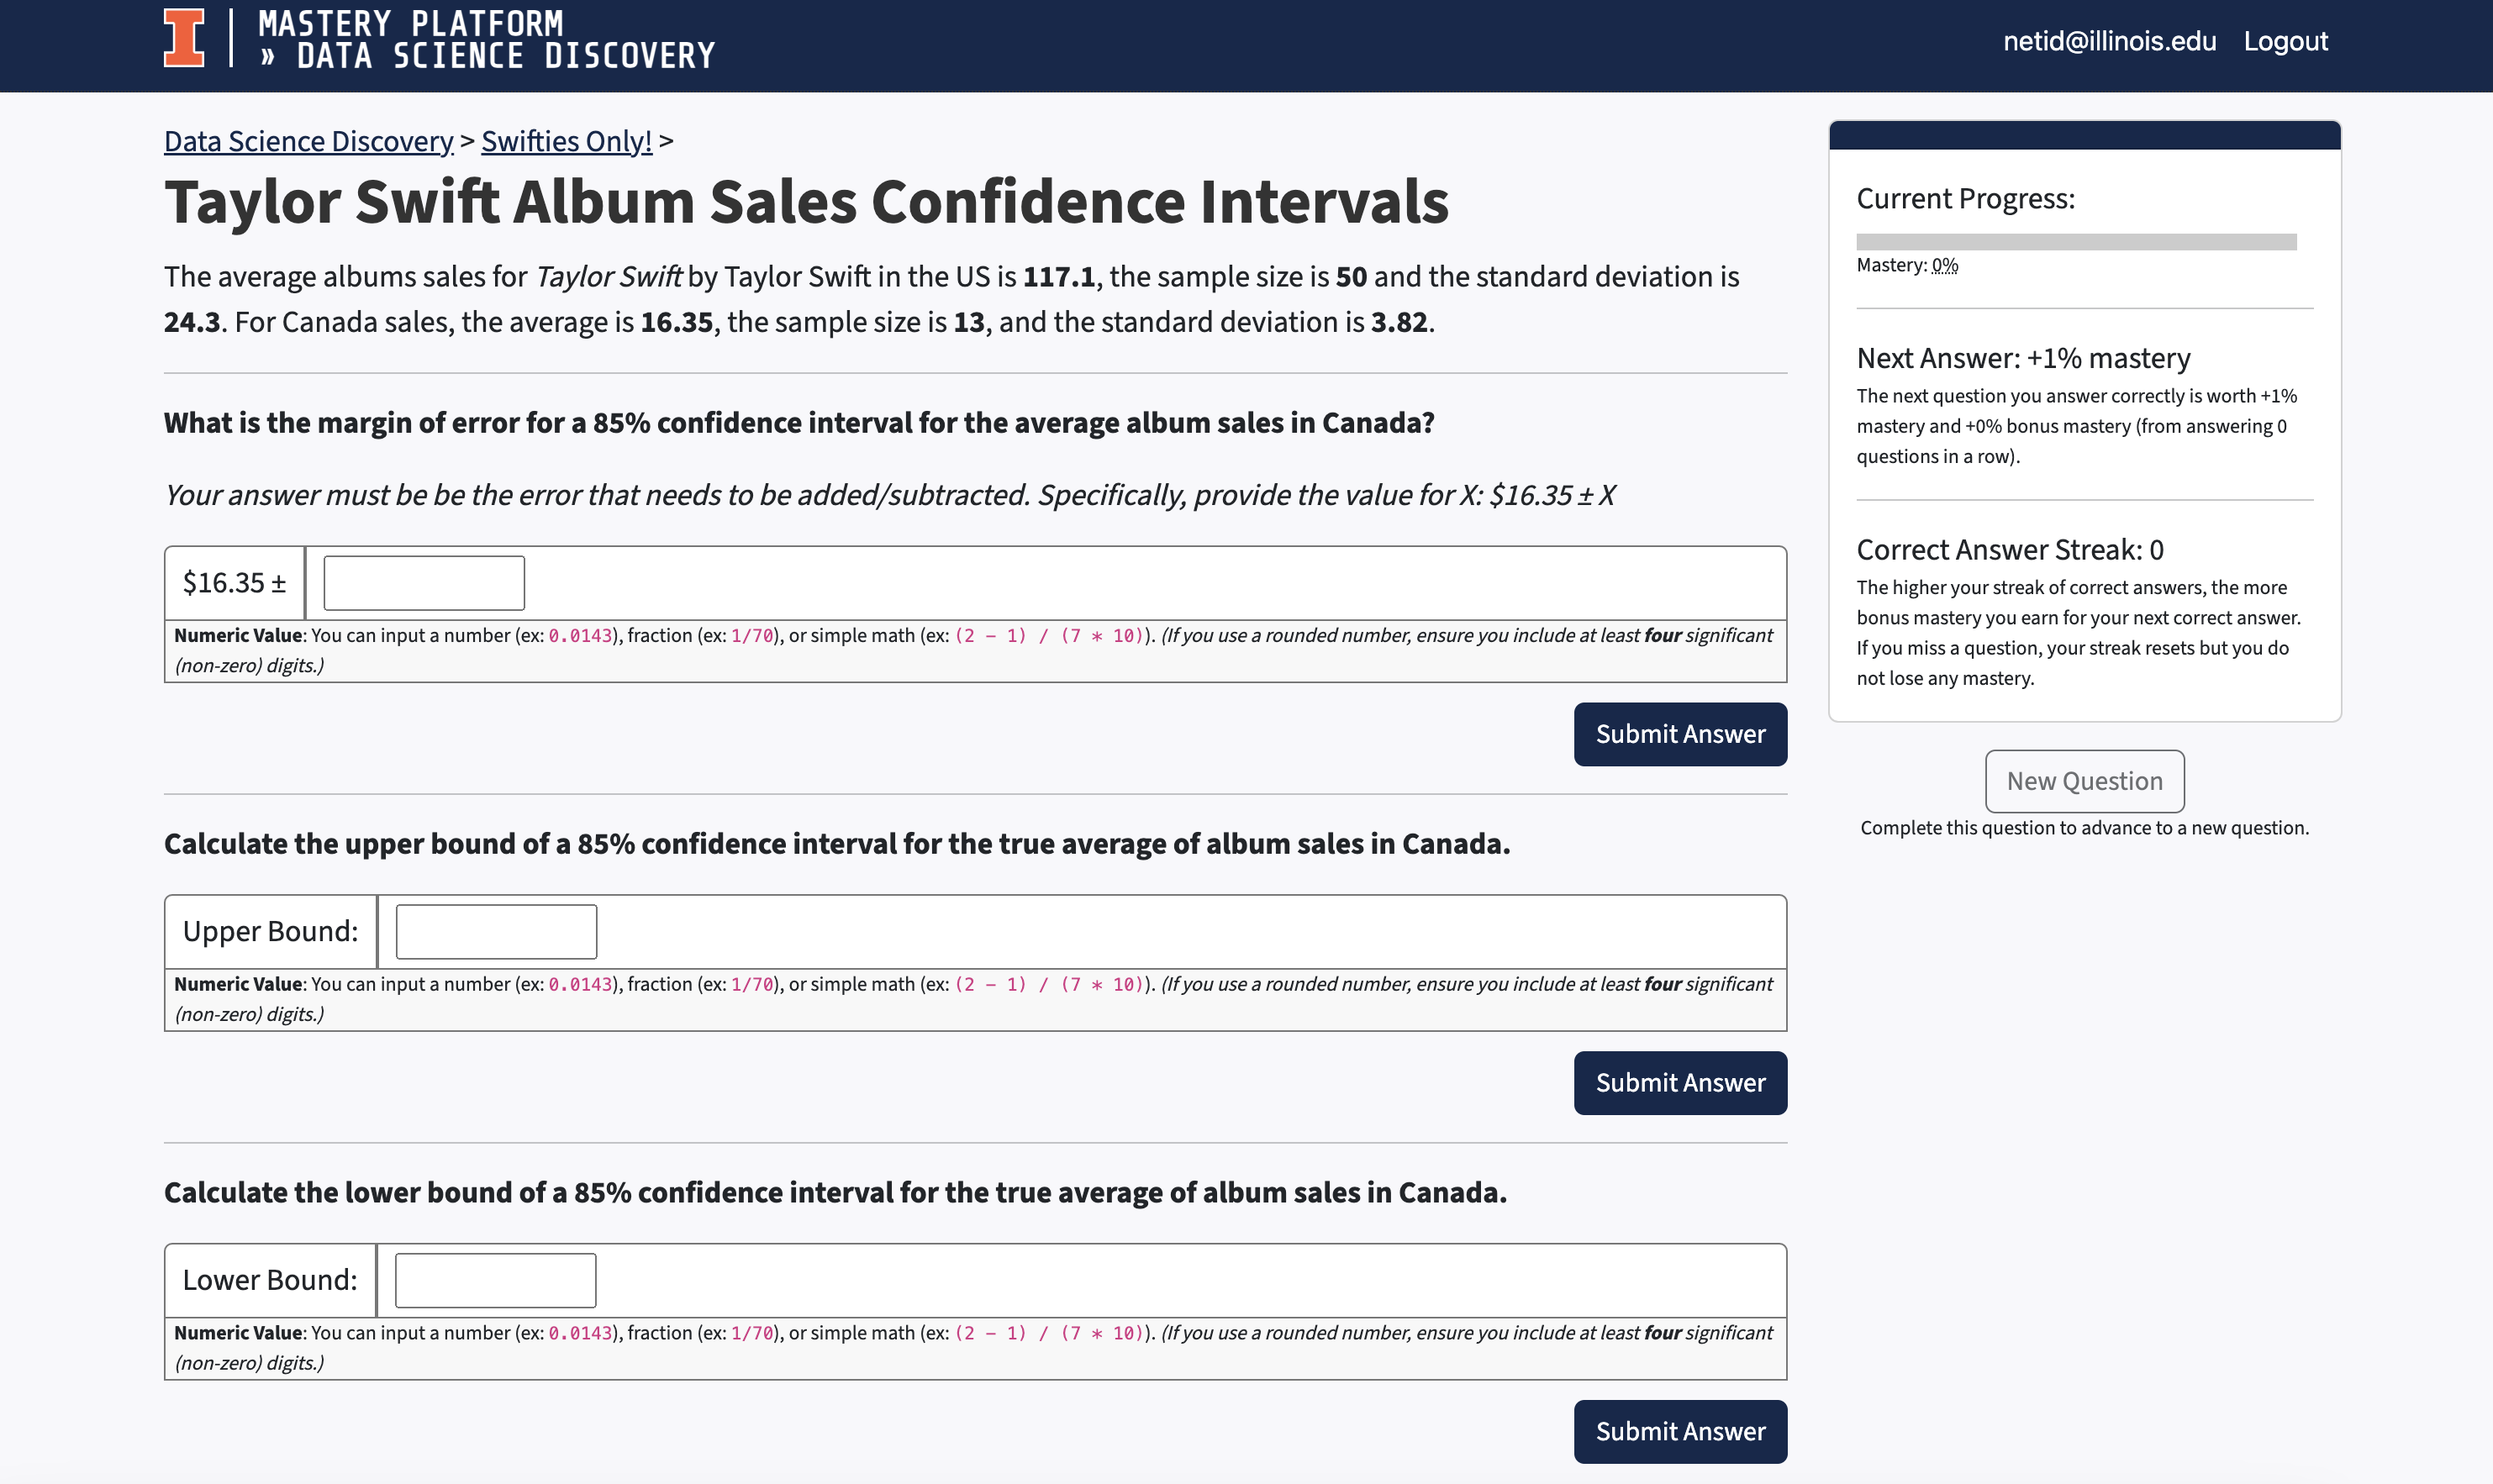 MASTERY PLATFORM
» DATA SCIENCE DISCOVERY
netid@illinois.edu Logout
Data Science Discovery > Swifties Only! >
Taylor Swift Album Sales Confidence Intervals
The average albums sales for Taylor Swift by Taylor Swift in the US is 117.1, the sample size is 50 and the standard deviation is
24.3. For Canada sales, the average is 16.35, the sample size is 13, and the standard deviation is 3.82.
What is the margin of error for a 85% confidence interval for the average album sales in Canada?
Your answer must be be the error that needs to be added/subtracted. Specifically, provide the value for X: $16.35 ± X
$16.35 ±
Numeric Value: You can input a number (ex: 0.0143), fraction (ex: 1/70), or simple math (ex: (2 - 1) / (7 * 10)). (If you use a rounded number, ensure you include at least four significant
(non-zero) digits.)
Submit Answer
Calculate the upper bound of a 85% confidence interval for the true average of album sales in Canada.
Upper Bound:
Numeric Value: You can input a number (ex: 0.0143), fraction (ex: 1/70), or simple math (ex: (2 - 1) / (7 * 10)). (If you use a rounded number, ensure you include at least four significant
(non-zero) digits.)
Submit Answer
Calculate the lower bound of a 85% confidence interval for the true average of album sales in Canada.
Lower Bound:
Numeric Value: You can input a number (ex: 0.0143), fraction (ex: 1/70), or simple math (ex: (2 - 1) / (7 * 10)). (If you use a rounded number, ensure you include at least four significant
(non-zero) digits.)
Submit Answer
Current Progress:
Mastery: 0%
Next Answer: +1% mastery
The next question you answer correctly is worth +1%
mastery and +0% bonus mastery (from answering 0
questions in a row).
Correct Answer Streak: 0
The higher your streak of correct answers, the more
bonus mastery you earn for your next correct answer.
If you miss a question, your streak resets but you do
not lose any mastery.
New Question
Complete this question to advance to a new question.